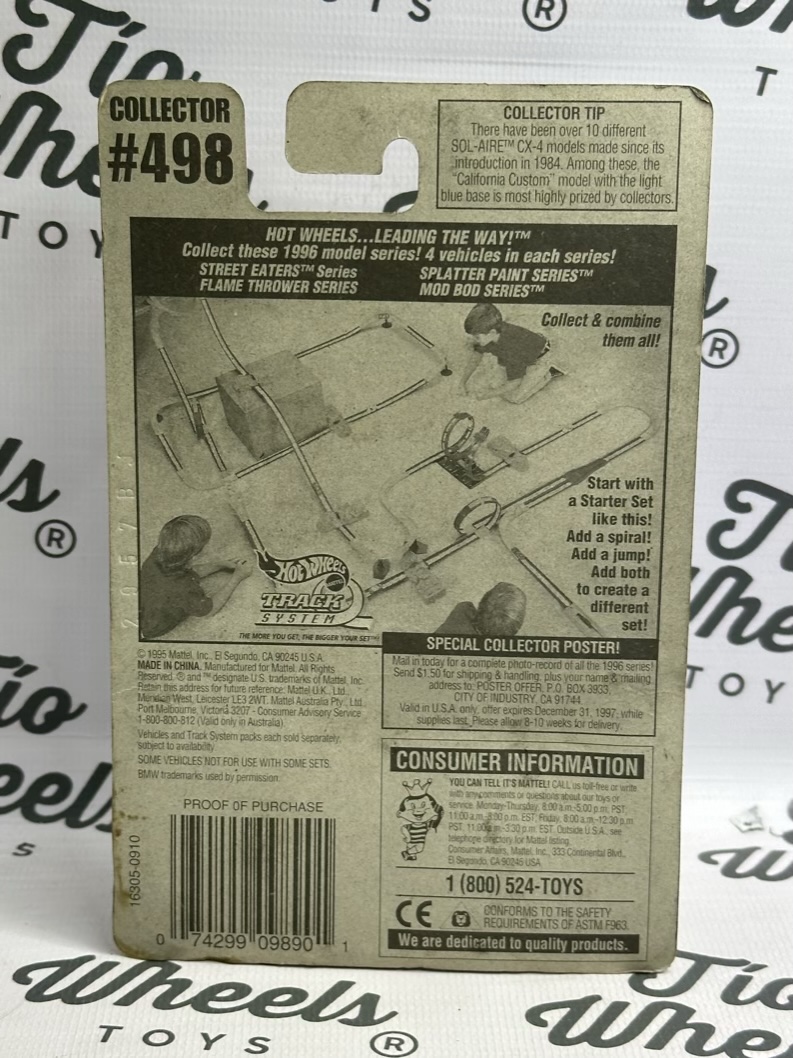 Tio
Wheels
TOYS
®
COLLECTOR
#498
COLLECTOR TIP
There have been over 10 different
SOL-AIRE™ CX-4 models made since its
introduction in 1984. Among these, the
"California Custom" model with the light
blue base is most highly prized by collectors.
HOT WHEELS...LEADING THE WAY!™
Collect these 1996 model series! 4 vehicles in each series!
STREET EATERS™ Series SPLATTER PAINT SERIES™
FLAME THROWER SERIES MOD BOD SERIES™
Collect & combine
them all!
Start with
a Starter Set
like this!
Add a spiral!
Add a jump!
Add both
to create a
different
set!
HOT WHEELS
TRACK
SYSTEM
THE MORE YOU GET, THE BIGGER YOUR SET™
© 1995 Mattel, Inc., El Segundo, CA 90245 U.S.A.
MADE IN CHINA. Manufactured for Mattel. All Rights
Reserved. ® and ™ designate U.S. trademarks of Mattel, Inc.
Retain this address for future reference: Mattel U.K., Ltd.,
Meridian West, Leicester LE3 2WT. Mattel Australia Pty., Ltd.
Port Melbourne, Victoria 3207 - Consumer Advisory Service
1-800-800-812 (Valid only in Australia)
Vehicles and Track System packs each sold separately,
subject to availability.
SOME VEHICLES NOT FOR USE WITH SOME SETS.
BMW trademarks used by permission.
PROOF OF PURCHASE
16305-0910
0 74299 09890 1
SPECIAL COLLECTOR POSTER!
Mail in today for a complete photo-record of all the 1996 series!
Send $1.50 for shipping & handling, plus your name & mailing
address to: POSTER OFFER, P.O. BOX 3933,
CITY OF INDUSTRY, CA 91744
Valid in U.S.A. only, offer expires December 31, 1997, while
supplies last. Please allow 8-10 weeks for delivery.
CONSUMER INFORMATION
YOU CAN TELL IT'S MATTEL! CALL us toll-free or write
with any comments or questions about our toys or
service. Monday-Thursday, 8:00 a.m.-5:00 p.m. PST,
11:00 a.m.-8:00 p.m. EST; Friday, 8:00 a.m.-12:30 p.m.
PST, 11:00 a.m.-3:30 p.m. EST. Outside U.S.A., see
telephone directory for Mattel listing.
Consumer Affairs, Mattel, Inc., 333 Continental Blvd.,
El Segundo, CA 90245 USA
1 (800) 524-TOYS
CE CONFORMS TO THE SAFETY
REQUIREMENTS OF ASTM F963.
We are dedicated to quality products.
Wheels
TOYS ®